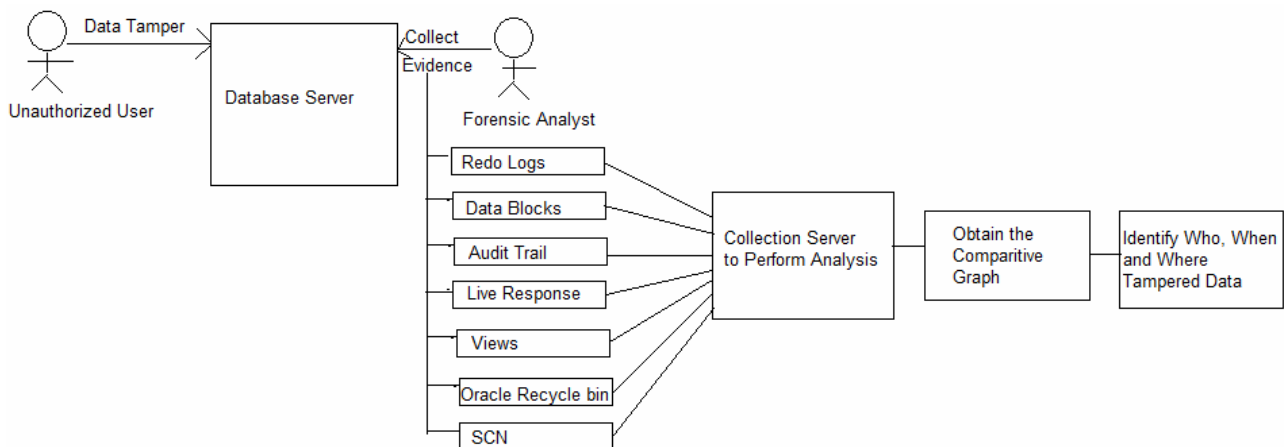 Data Tamper
Unauthorized User
Database Server
Collect
Evidence
Forensic Analyst
Redo Logs
Data Blocks
Audit Trail
Live Response
Views
Oracle Recycle bin
SCN
Collection Server
to Perform Analysis
Obtain the
Comparitive
Graph
Identify Who, When
and Where
Tampered Data